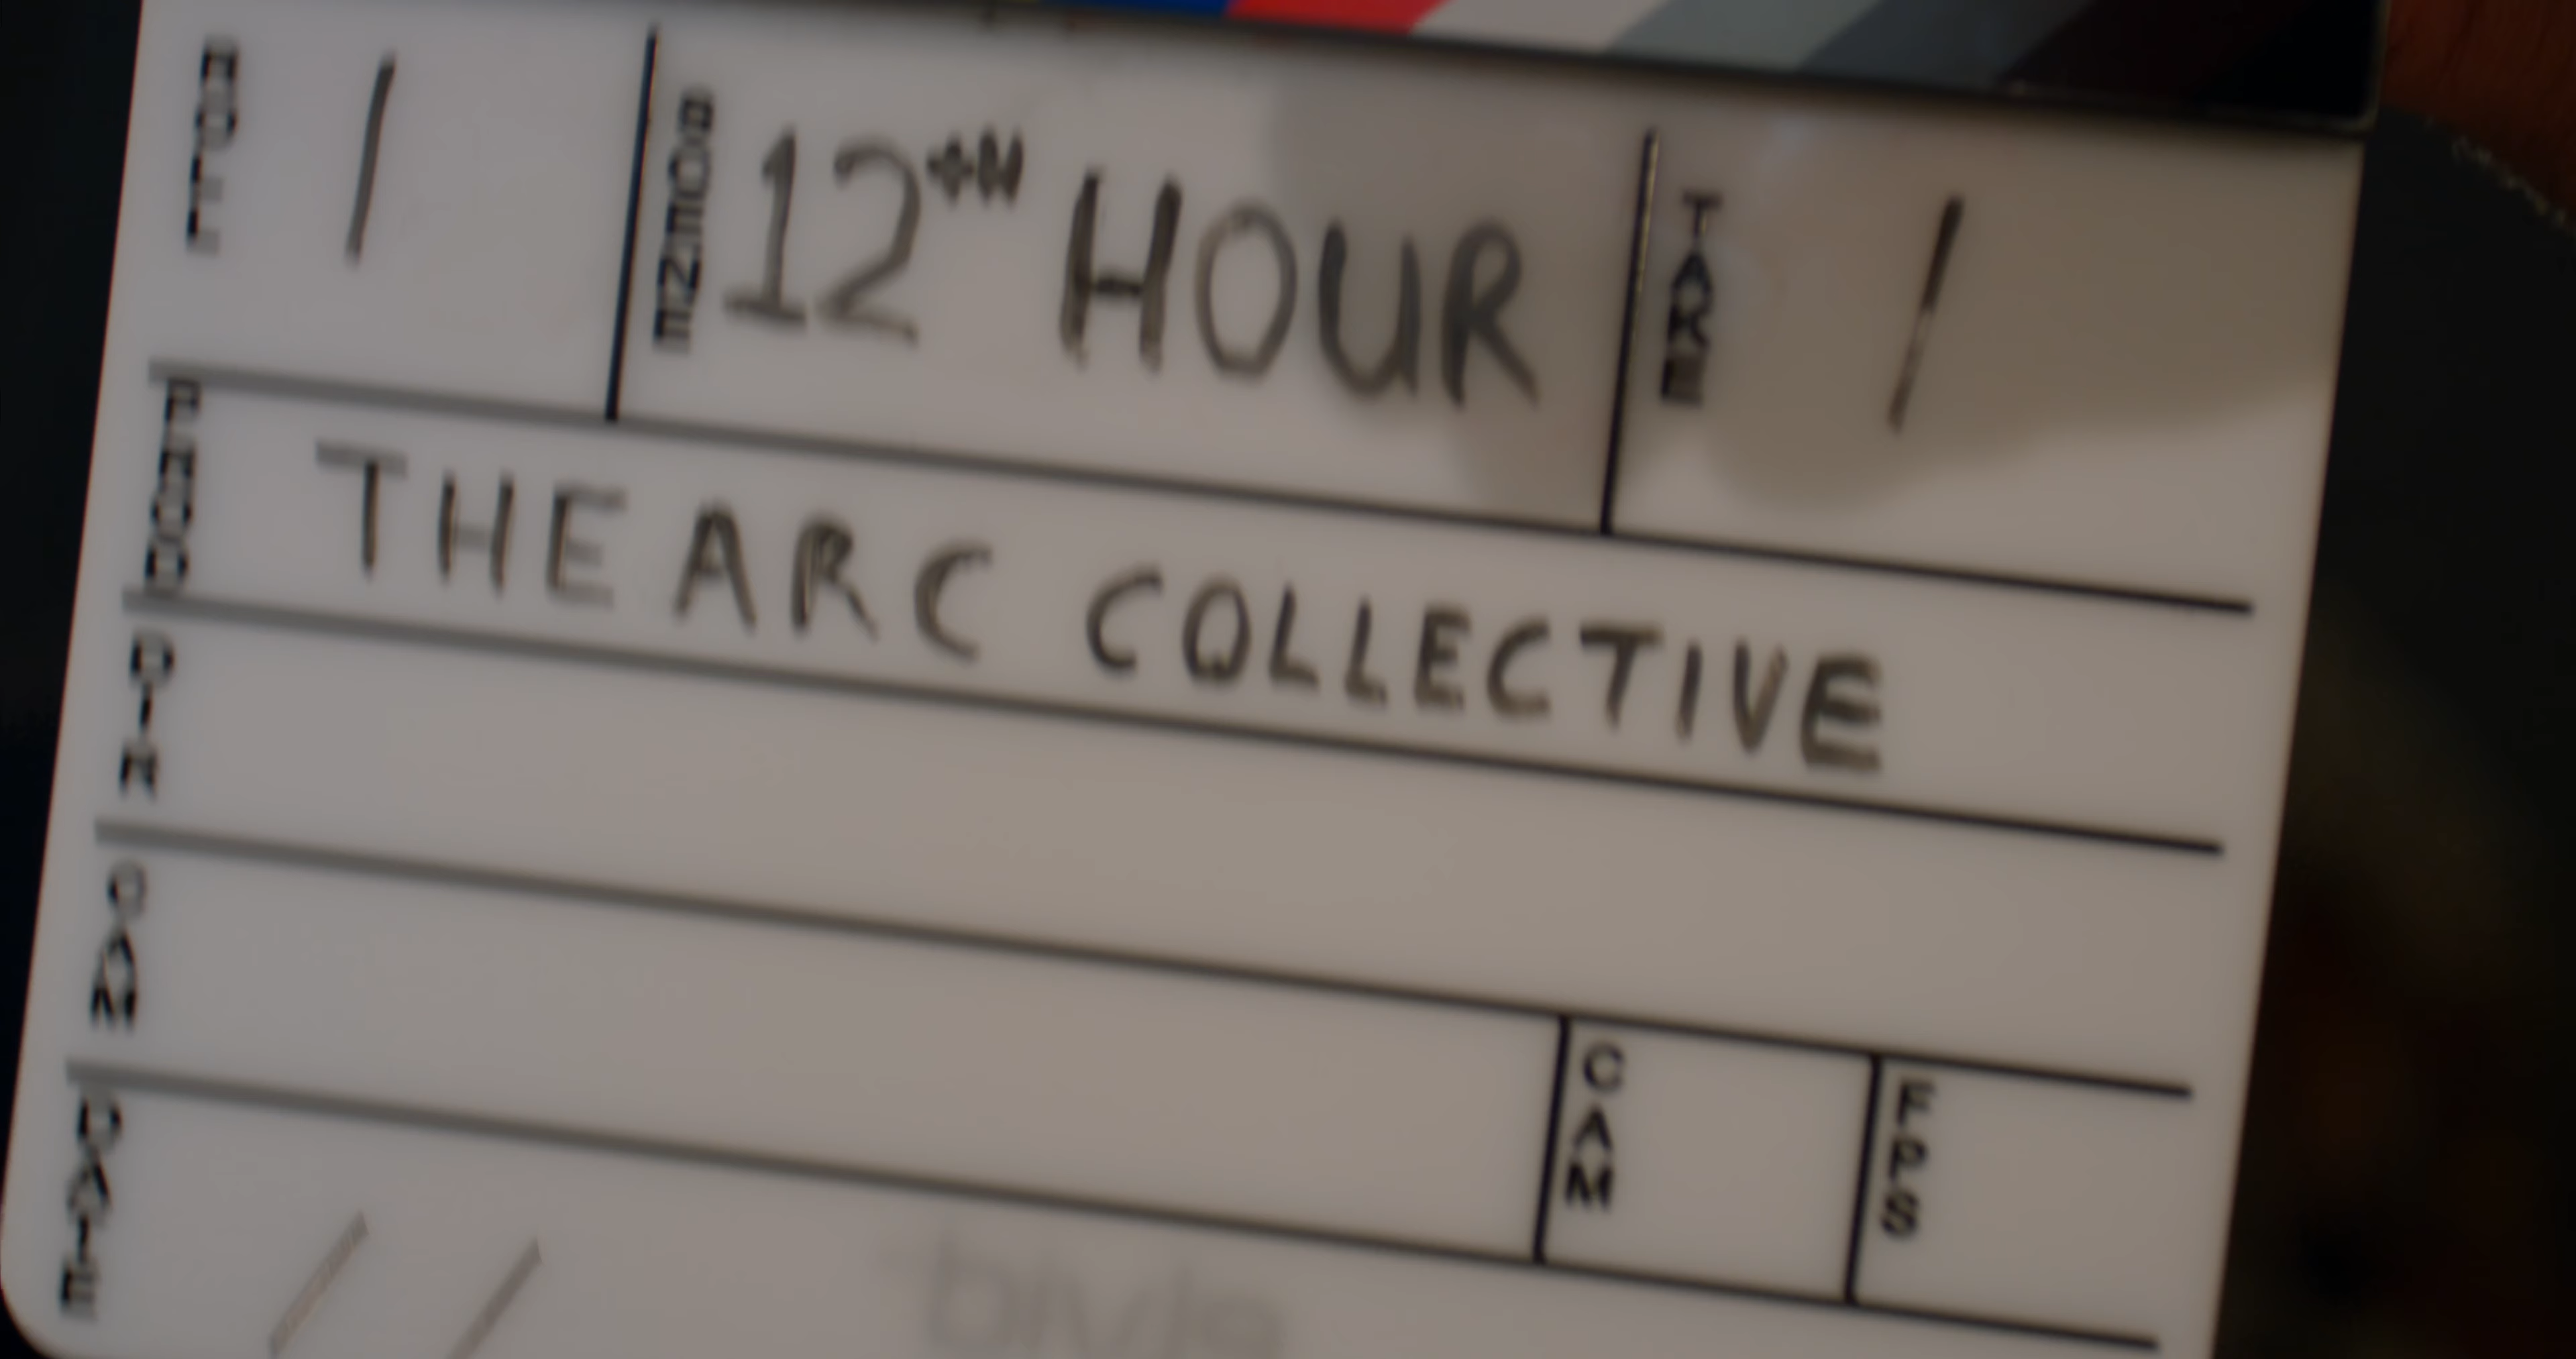 ROLL 1 SCENE 12TH HOUR TAKE 1
PROD THE ARC COLLECTIVE
DIR
CAM CAM FPS
DATE / /